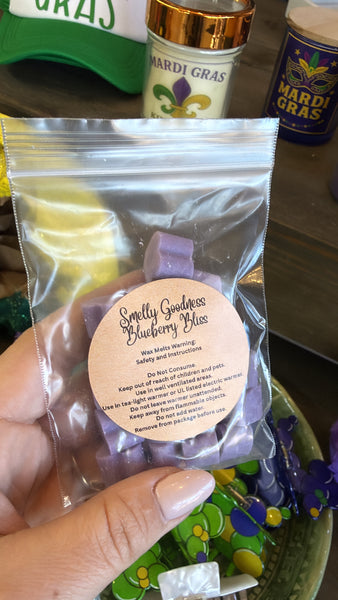 GRAS
MARDI GRAS
MARDI
GRAS
Smelly Goodness
Blueberry Bliss
Wax Melts Warning:
Safety and Instructions
Do Not Consume.
Keep out of reach of children and pets.
Use in well ventilated areas.
Use in tea-light warmer or UL listed electric warmer.
Do not leave warmer unattended.
Keep away from flammable objects.
Do not add water.
Remove from package before use.